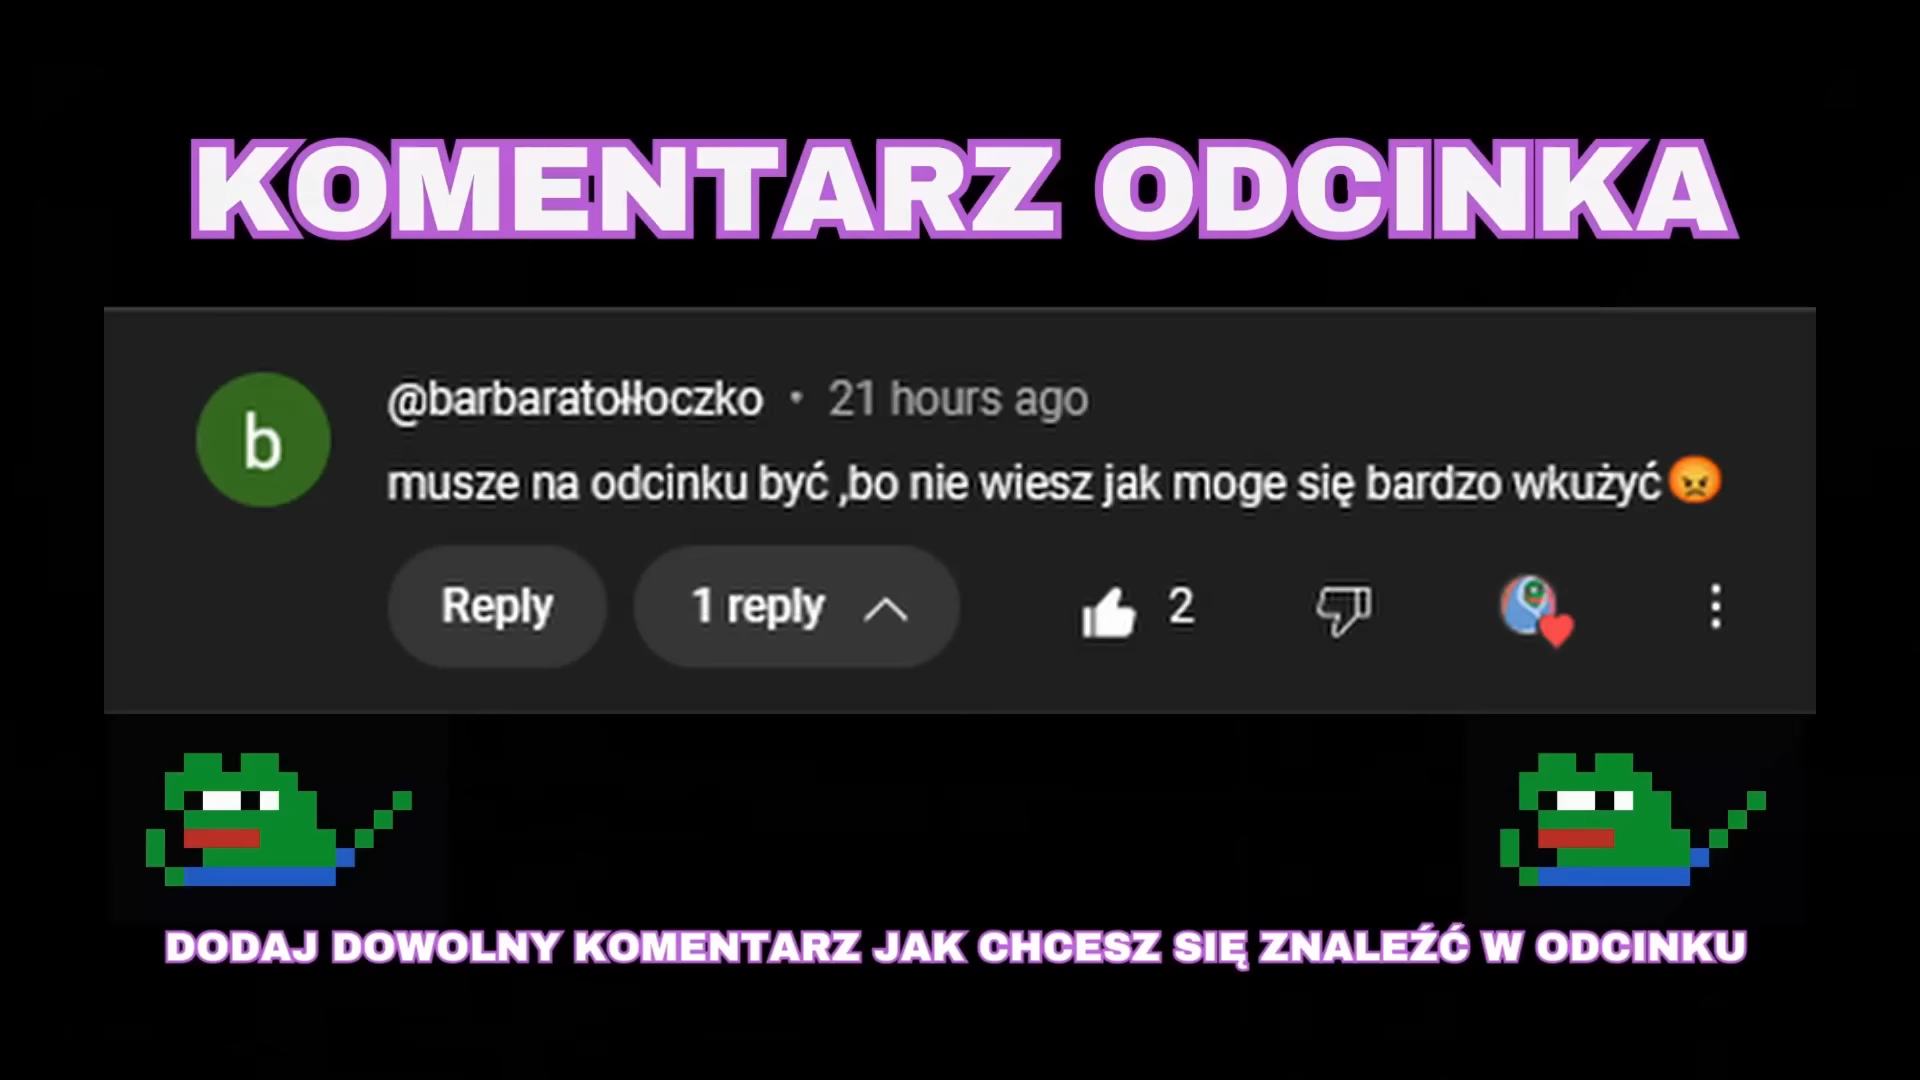 KOMENTARZ ODCINKA
b
@barbaratołłoczko • 21 hours ago
musze na odcinku być ,bo nie wiesz jak moge się bardzo wkużyć😡
Reply 1 reply 2
DODAJ DOWOLNY KOMENTARZ JAK CHCESZ SIĘ ZNALEŹĆ W ODCINKU